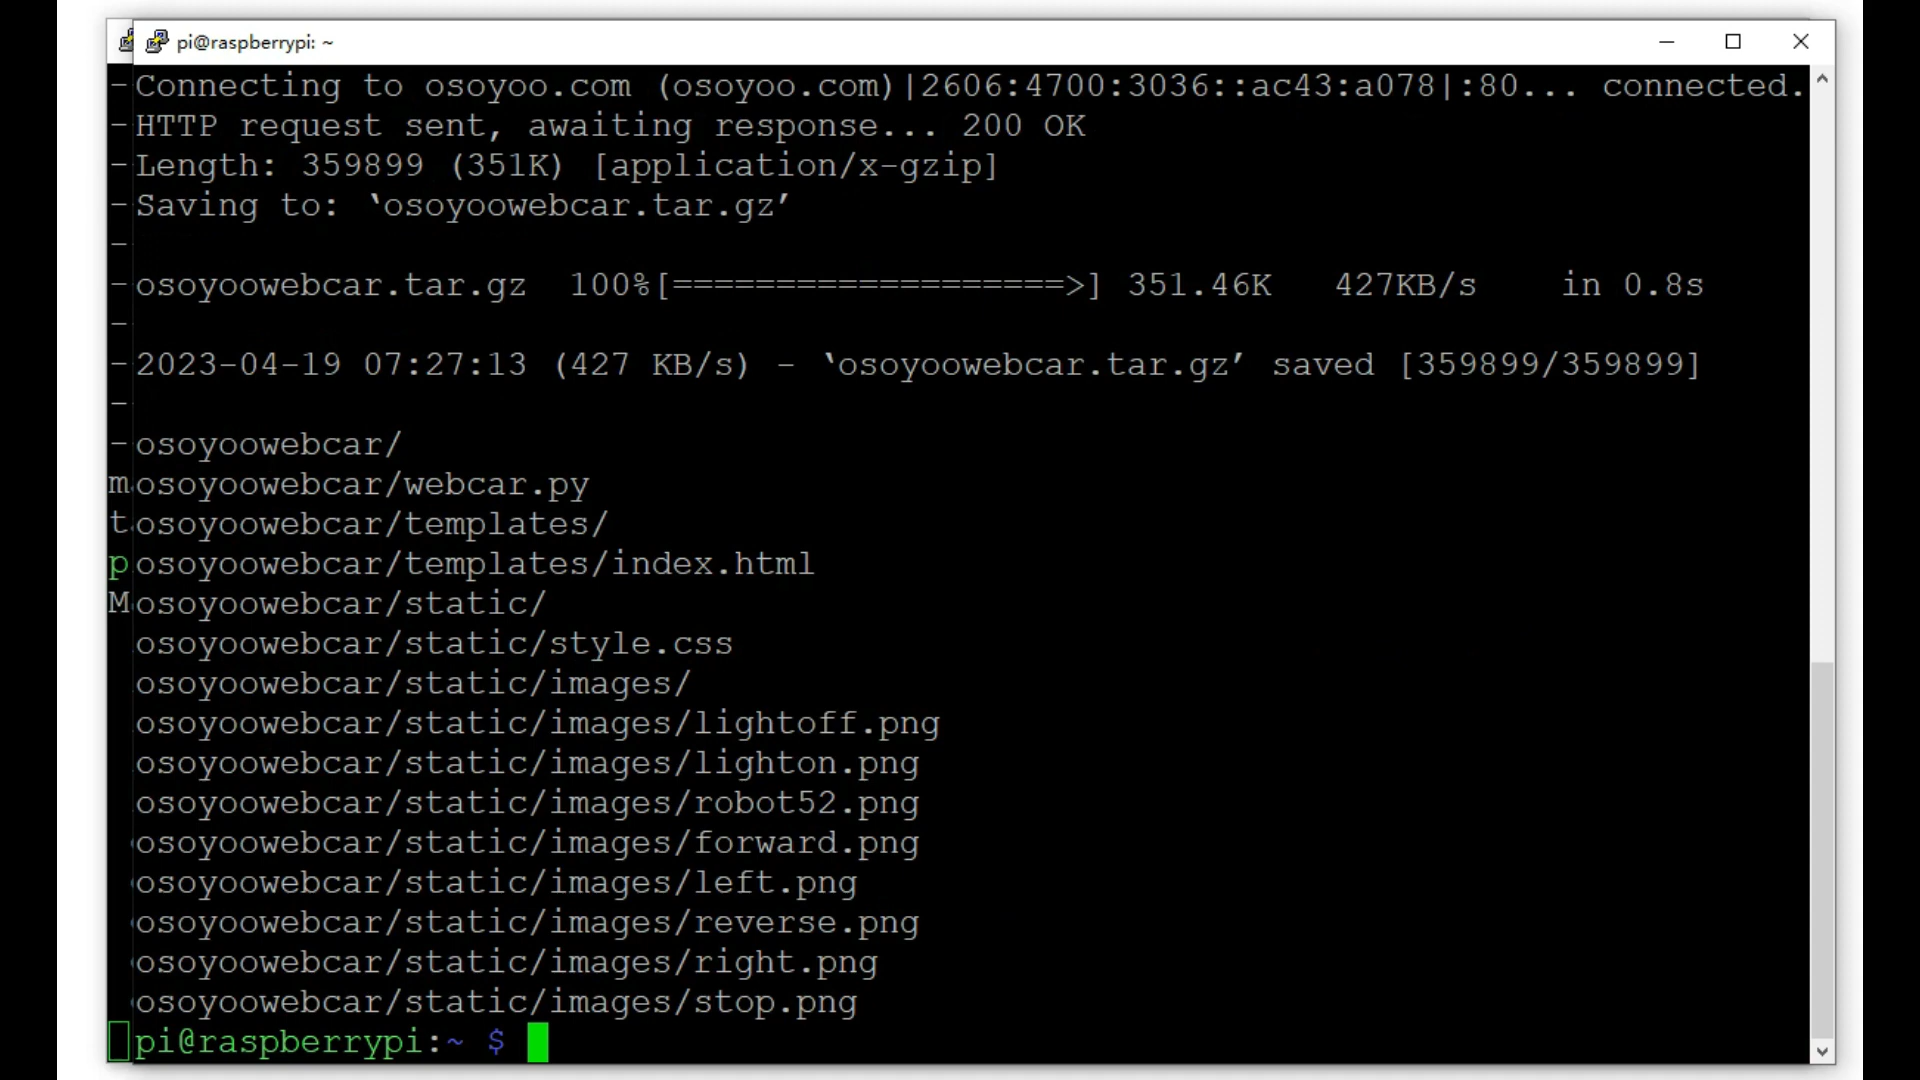 pi@raspberrypi: ~
Connecting to osoyoo.com (osoyoo.com)|2606:4700:3036::ac43:a078|:80... connected.
HTTP request sent, awaiting response... 200 OK
Length: 359899 (351K) [application/x-gzip]
Saving to: ‘osoyoowebcar.tar.gz’
osoyoowebcar.tar.gz 100%[===================>] 351.46K 427KB/s in 0.8s
2023-04-19 07:27:13 (427 KB/s) - ‘osoyoowebcar.tar.gz’ saved [359899/359899]
osoyoowebcar/
osoyoowebcar/webcar.py
osoyoowebcar/templates/
osoyoowebcar/templates/index.html
osoyoowebcar/static/
osoyoowebcar/static/style.css
osoyoowebcar/static/images/
osoyoowebcar/static/images/lightoff.png
osoyoowebcar/static/images/lighton.png
osoyoowebcar/static/images/robot52.png
osoyoowebcar/static/images/forward.png
osoyoowebcar/static/images/left.png
osoyoowebcar/static/images/reverse.png
osoyoowebcar/static/images/right.png
osoyoowebcar/static/images/stop.png
pi@raspberrypi:~ $